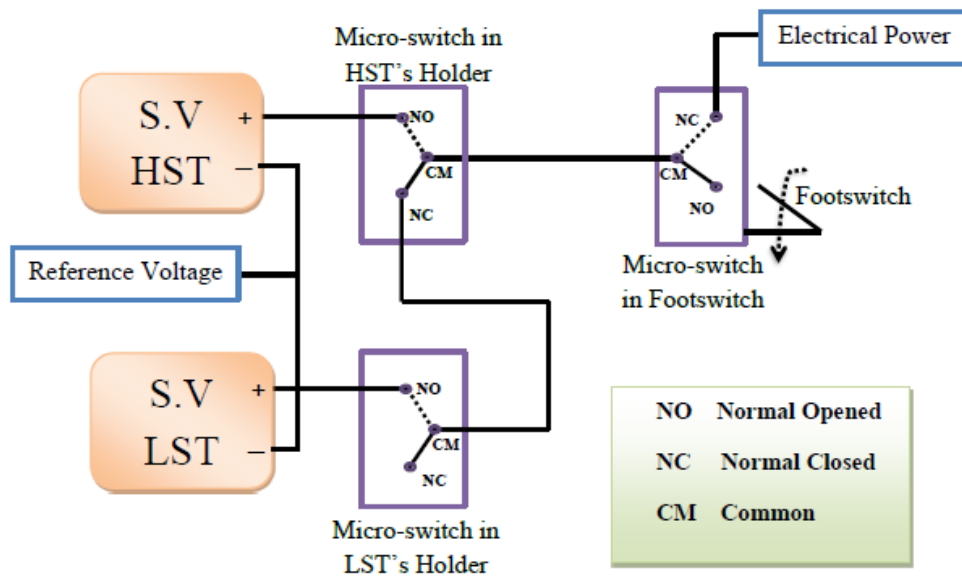 Micro-switch in
HST's Holder
Electrical Power
S.V +
HST –
NO
CM
NC
NC
CM
NO
Footswitch
Micro-switch
in Footswitch
Reference Voltage
S.V +
LST –
NO
CM
NC
Micro-switch in
LST's Holder
NO Normal Opened
NC Normal Closed
CM Common